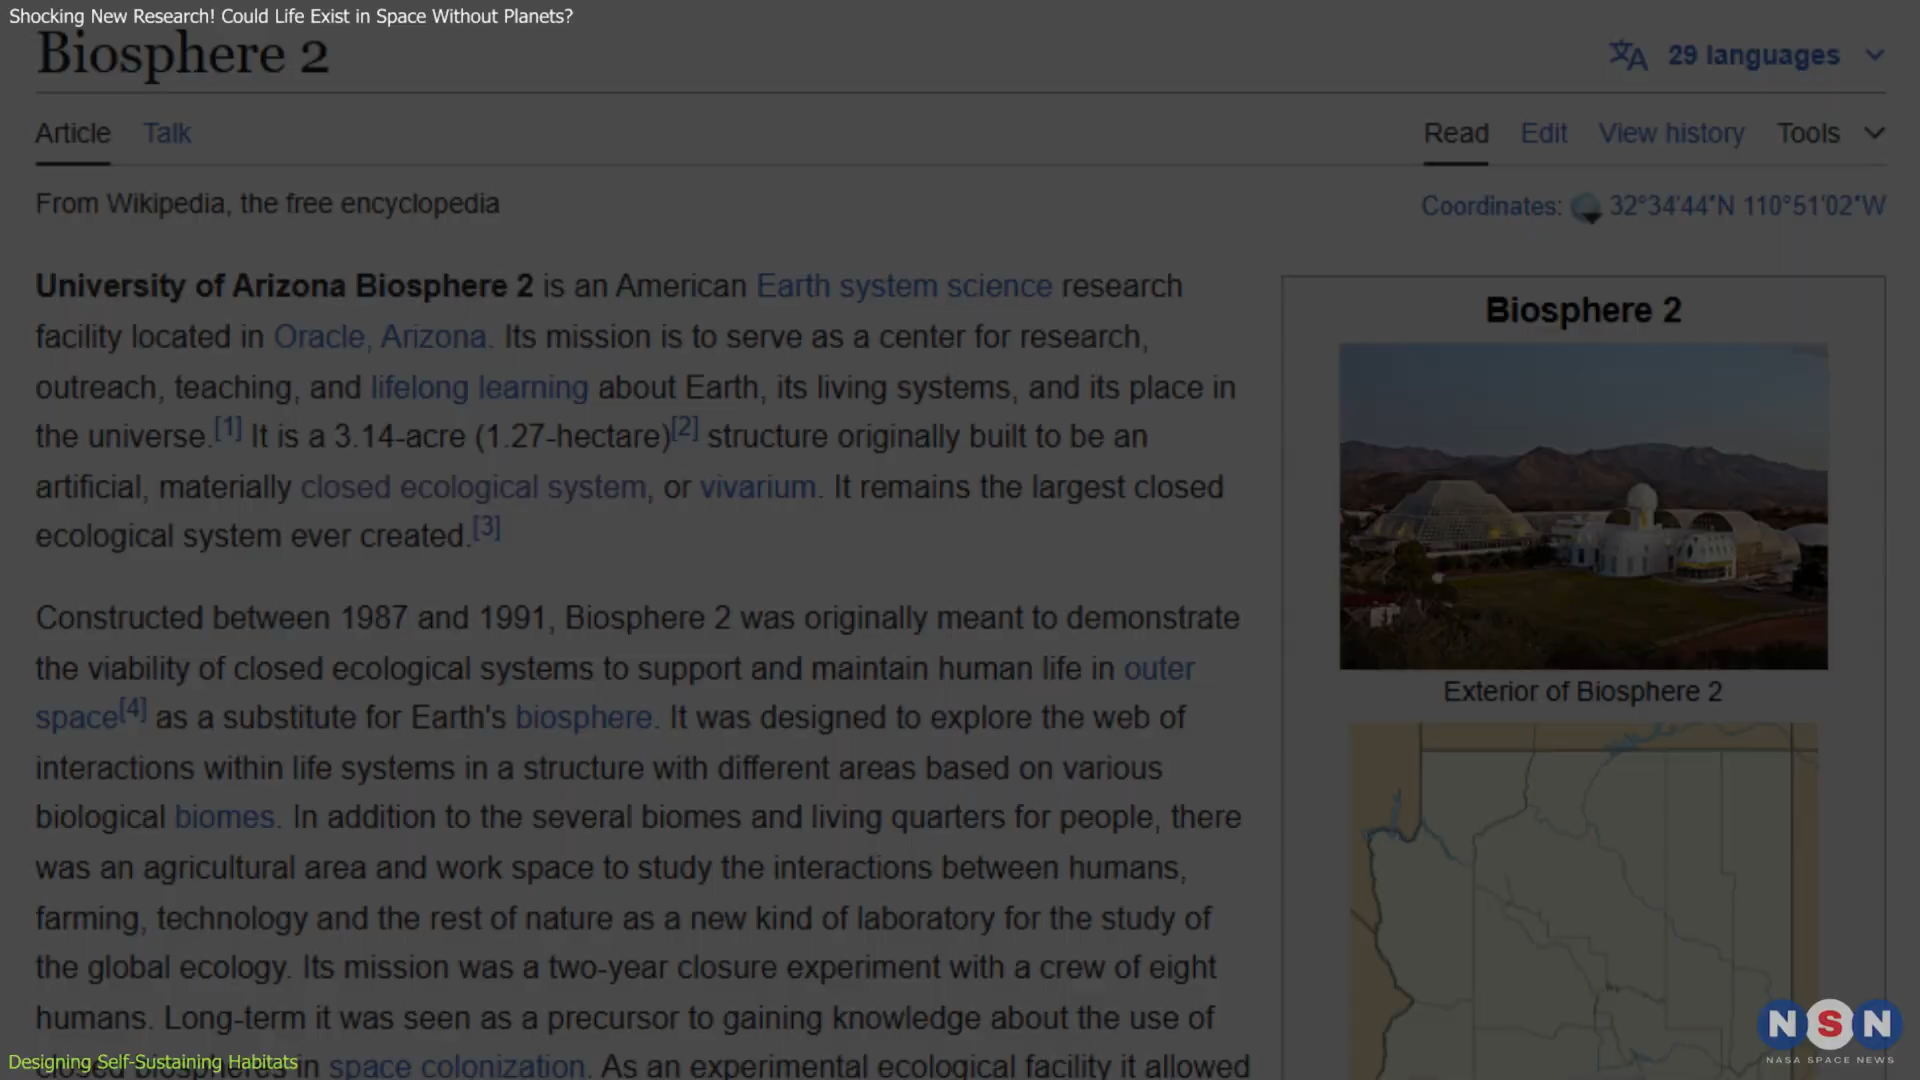 Shocking New Research! Could Life Exist in Space Without Planets?
Biosphere 2
29 languages
Article Talk
Read Edit View history Tools
From Wikipedia, the free encyclopedia
Coordinates: 32°34′44″N 110°51′02″W
University of Arizona Biosphere 2 is an American Earth system science research
facility located in Oracle, Arizona. Its mission is to serve as a center for research,
outreach, teaching, and lifelong learning about Earth, its living systems, and its place in
the universe.[1] It is a 3.14-acre (1.27-hectare)[2] structure originally built to be an
artificial, materially closed ecological system, or vivarium. It remains the largest closed
ecological system ever created.[3]
Constructed between 1987 and 1991, Biosphere 2 was originally meant to demonstrate
the viability of closed ecological systems to support and maintain human life in outer
space[4] as a substitute for Earth's biosphere. It was designed to explore the web of
interactions within life systems in a structure with different areas based on various
biological biomes. In addition to the several biomes and living quarters for people, there
was an agricultural area and work space to study the interactions between humans,
farming, technology and the rest of nature as a new kind of laboratory for the study of
the global ecology. Its mission was a two-year closure experiment with a crew of eight
humans. Long-term it was seen as a precursor to gaining knowledge about the use of
closed biospheres in space colonization. As an experimental ecological facility it allowed
Biosphere 2
Exterior of Biosphere 2
Designing Self-Sustaining Habitats
NSN
NASA SPACE NEWS